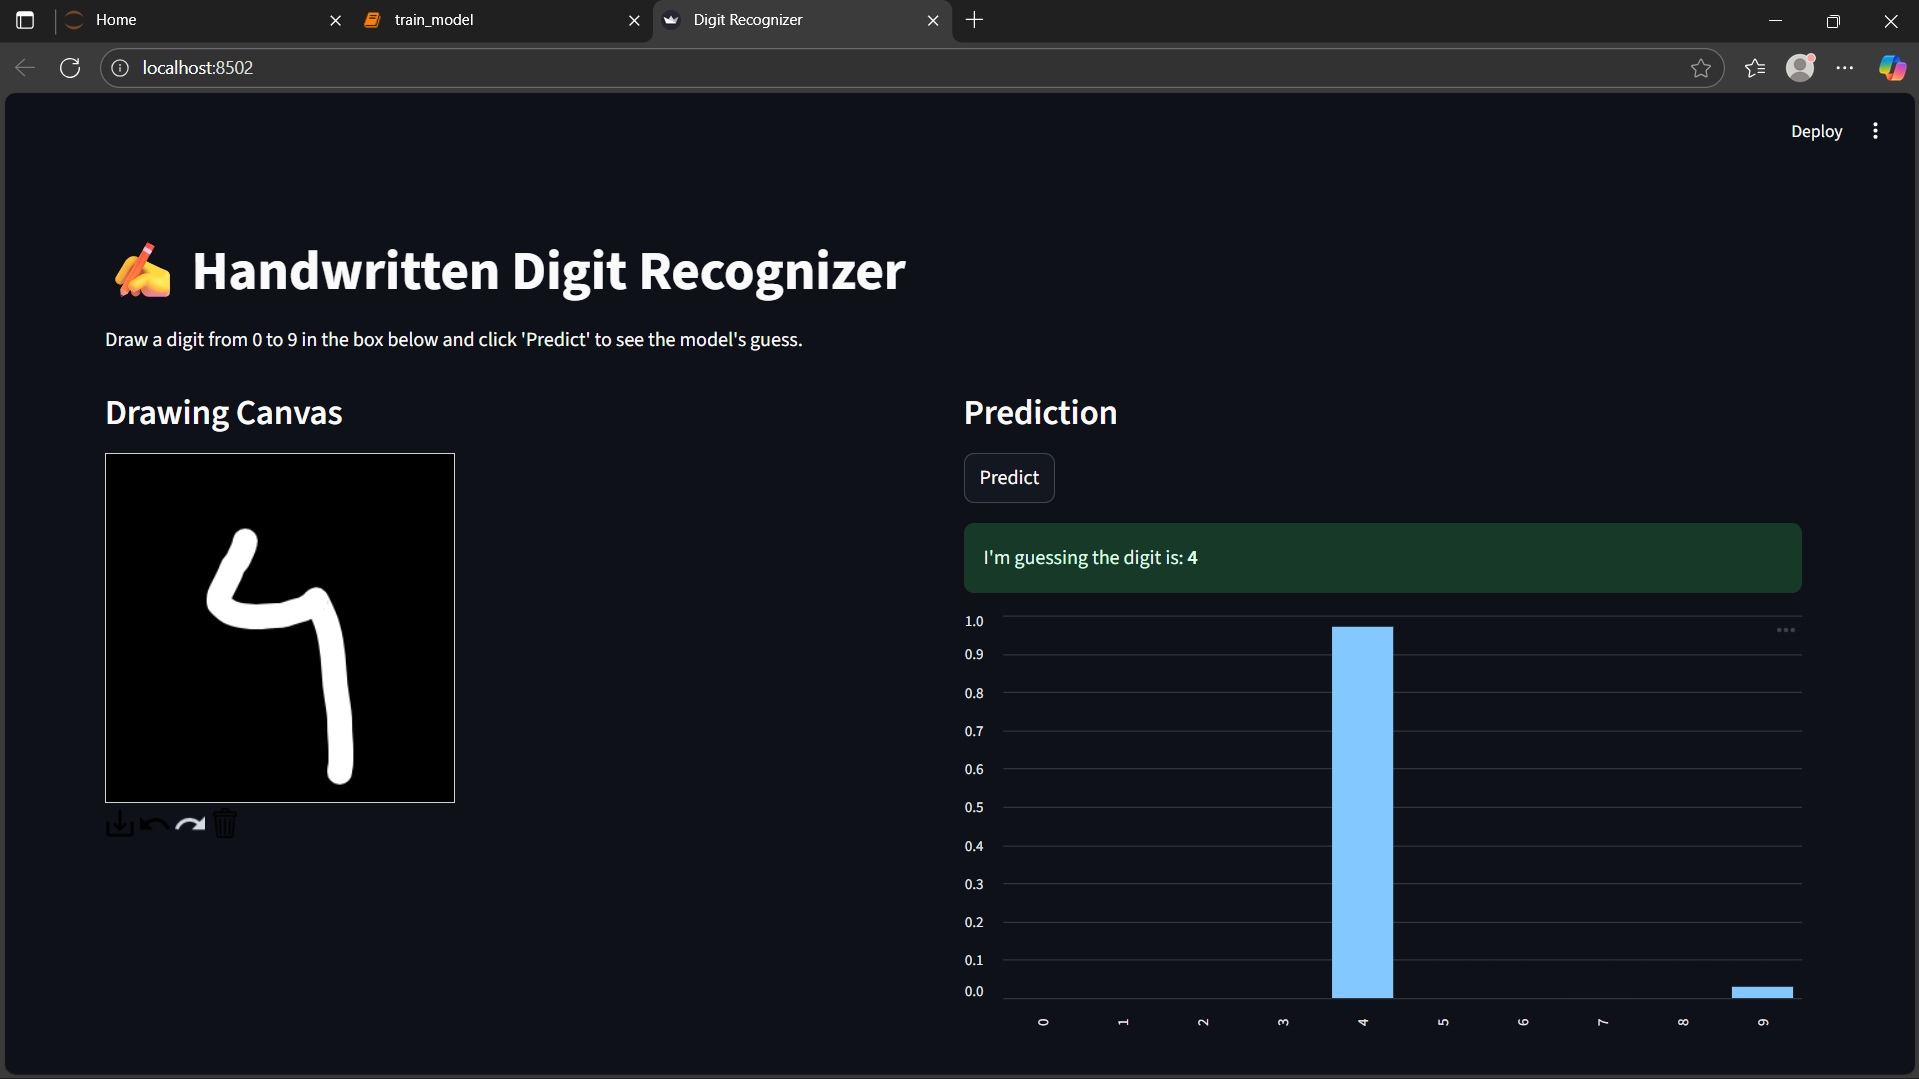 Home
train_model
Digit Recognizer
localhost:8502
Deploy
Handwritten Digit Recognizer
Draw a digit from 0 to 9 in the box below and click 'Predict' to see the model's guess.
Drawing Canvas
4
Prediction
Predict
I'm guessing the digit is: 4
1.0
0.9
0.8
0.7
0.6
0.5
0.4
0.3
0.2
0.1
0.0
0 1 2 3 4 5 6 7 8 9